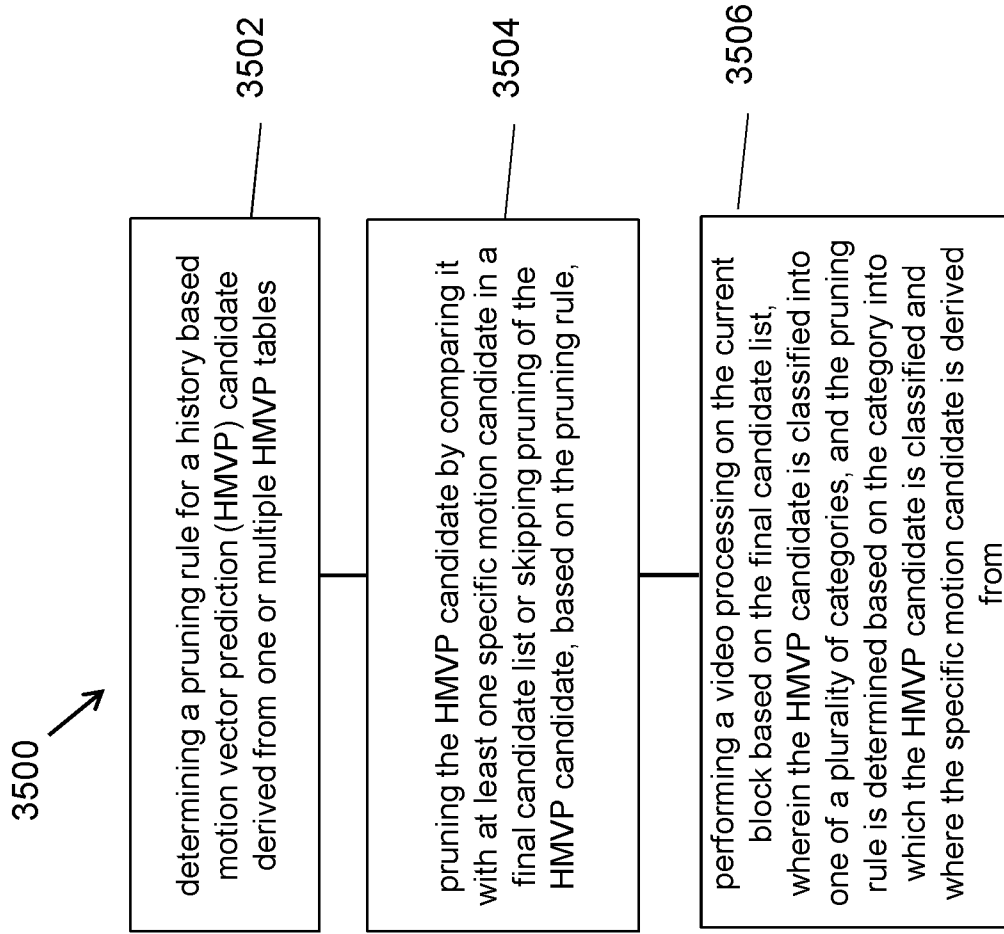 3500
determining a pruning rule for a history based
motion vector prediction (HMVP) candidate
derived from one or multiple HMVP tables
3502
pruning the HMVP candidate by comparing it
with at least one specific motion candidate in a
final candidate list or skipping pruning of the
HMVP candidate, based on the pruning rule,
3504
performing a video processing on the current
block based on the final candidate list,
wherein the HMVP candidate is classified into
one of a plurality of categories, and the pruning
rule is determined based on the category into
which the HMVP candidate is classified and
where the specific motion candidate is derived
from
3506